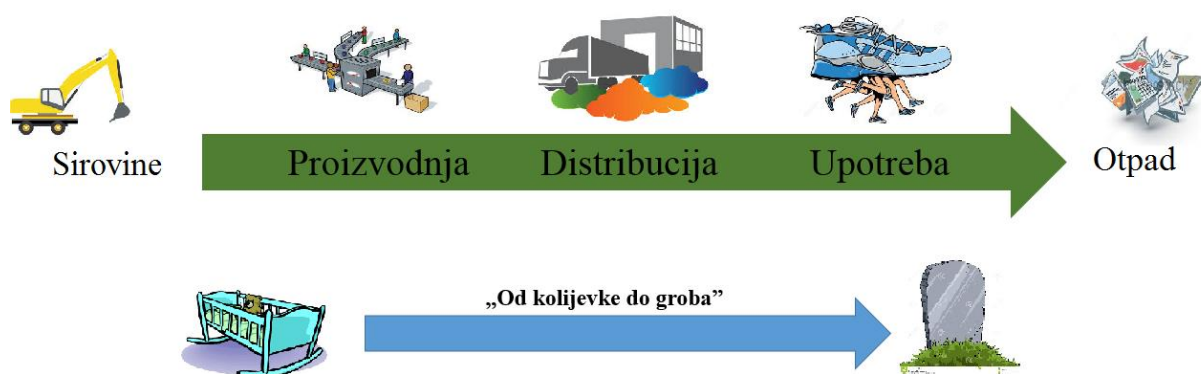 Sirovine
Proizvodnja
Distribucija
Upotreba
Otpad
„Od kolijevke do groba”